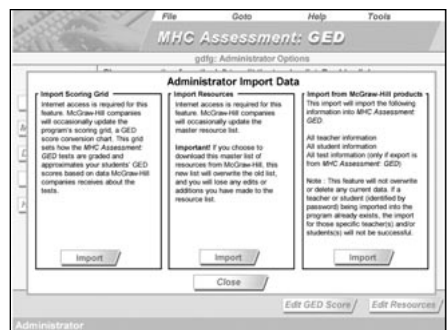 File Goto Help Tools
MHC Assessment: GED
gdfg: Administrator Options
Administrator Import Data
Import Scoring Grid
Internet access is required for this
feature. McGraw-Hill companies
will occasionally update the
program's scoring grid, a GED
score conversion chart. This grid
sets how the MHC Assessment:
GED tests are graded and
approximates your students' GED
scores based on data McGraw-Hill
companies receives about the
tests.
Import
Import Resources
Internet access is required for this
feature. McGraw-Hill companies
will occasionally update the
master resource list.
Important! If you choose to
download this master list of
resources from McGraw-Hill, this
new list will overwrite the old list,
and you will lose any edits or
additions you have made to the
resource list.
Import
Import from McGraw-Hill products
This import will import the following
information into MHC Assessment:
GED:
All teacher information
All student information
All test information (only if export is
from MHC Assessment: GED)
Note : This feature will not overwrite
or delete any current data. If a
teacher or student (identified by
password) being imported into the
program already exists, the import
for those specific teacher(s) and/or
students(s) will not be successful.
Import
Close
Edit GED Score Edit Resources
Administrator